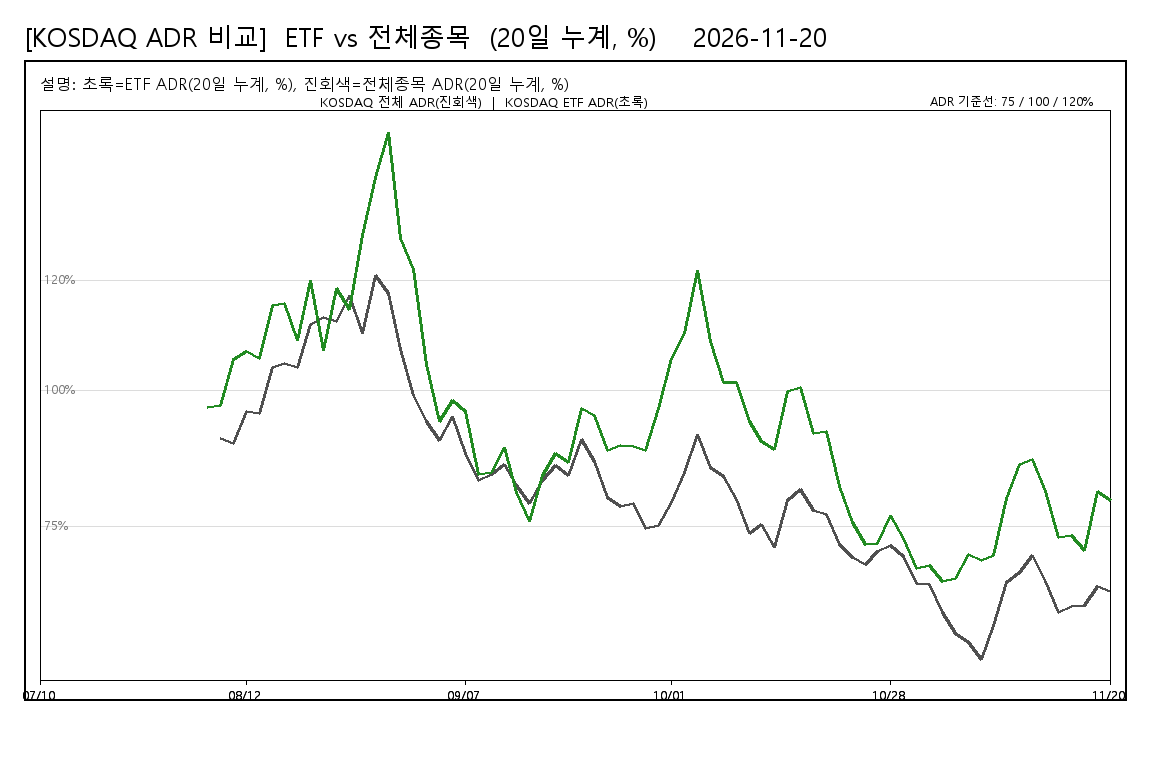 [KOSDAQ ADR 비교]  ETF vs 전체종목  (20일 누계, %)    2026-11-20
설명: 초록=ETF ADR(20일 누계, %), 진회색=전체종목 ADR(20일 누계, %)
KOSDAQ 전체 ADR(진회색)  |  KOSDAQ ETF ADR(초록)
ADR 기준선: 75 / 100 / 120%
120%
100%
75%
07/10 08/12 09/07 10/01 10/28 11/20